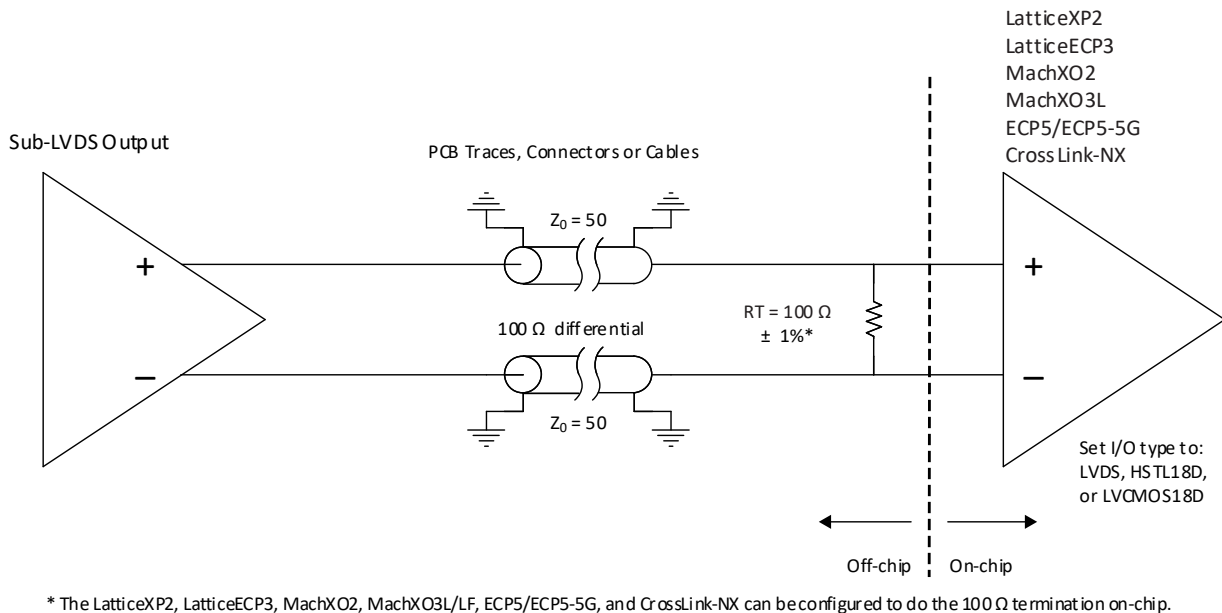 LatticeXP2
LatticeECP3
MachXO2
MachXO3L
ECP5/ECP5-5G
CrossLink-NX
Sub-LVDS Output
PCB Traces, Connectors or Cables
Z0 = 50
+
+
RT = 100 Ω
± 1%*
100 Ω differential
−
−
Z0 = 50
Set I/O type to:
LVDS, HSTL18D,
or LVCMOS18D
Off-chip
On-chip
* The LatticeXP2, LatticeECP3, MachXO2, MachXO3L/LF, ECP5/ECP5-5G, and CrossLink-NX can be configured to do the 100 Ω termination on-chip.